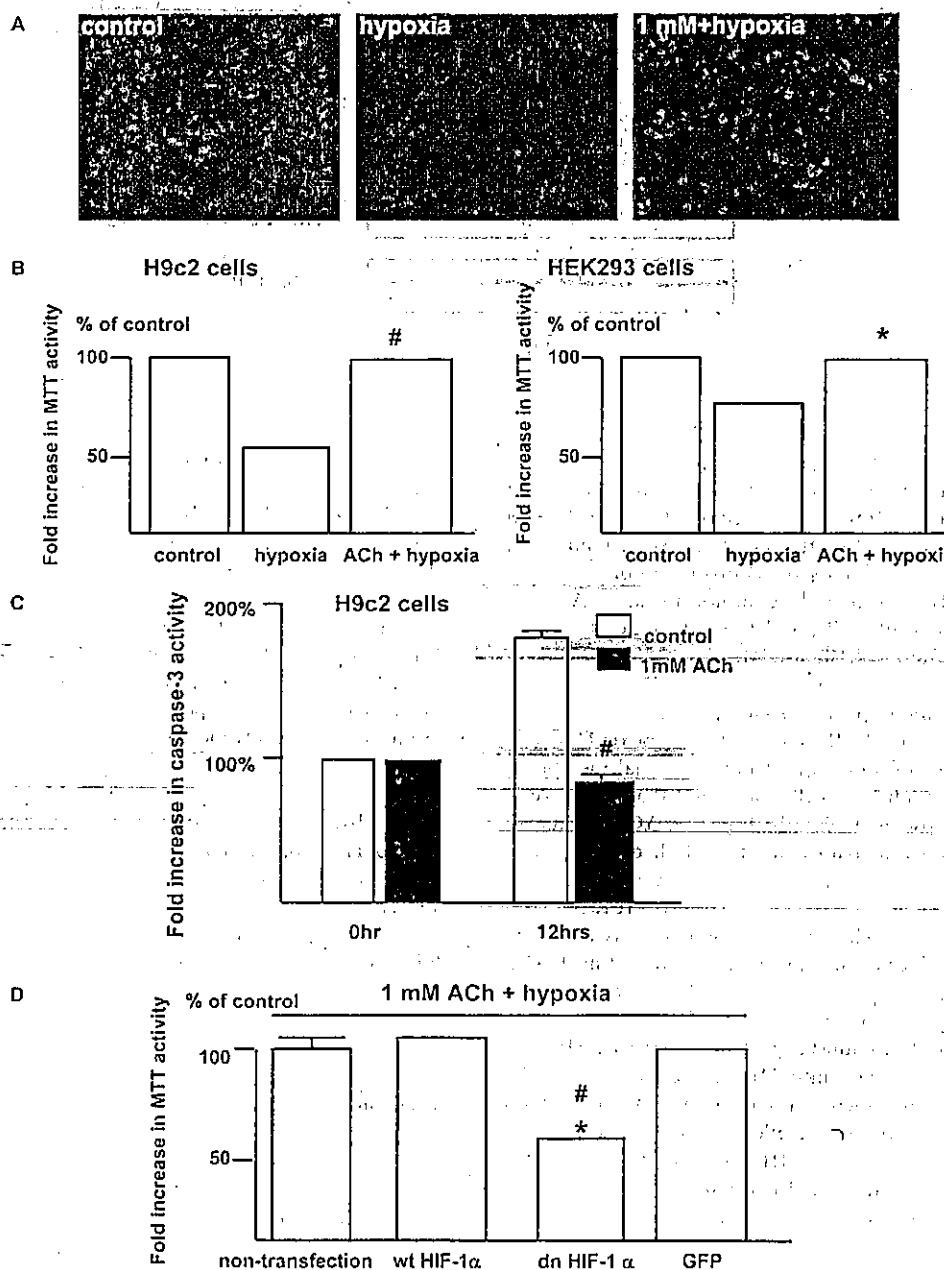 A
control
hypoxia
1 mM+hypoxia
B
H9c2 cells
HEK293 cells
Fold increase in MTT activity
% of control
100
50
#
control
hypoxia
ACh + hypoxia
Fold increase in MTT activity
% of control
100
50
*
control
hypoxia
ACh + hypoxi
C
H9c2 cells
Fold increase in caspase-3 activity
200%
100%
control
1mM ACh
#
0hr
12hrs
D
1 mM ACh + hypoxia
Fold increase in MTT activity
% of control
100
50
#
*
non-transfection
wt HIF-1α
dn HIF-1 α
GFP